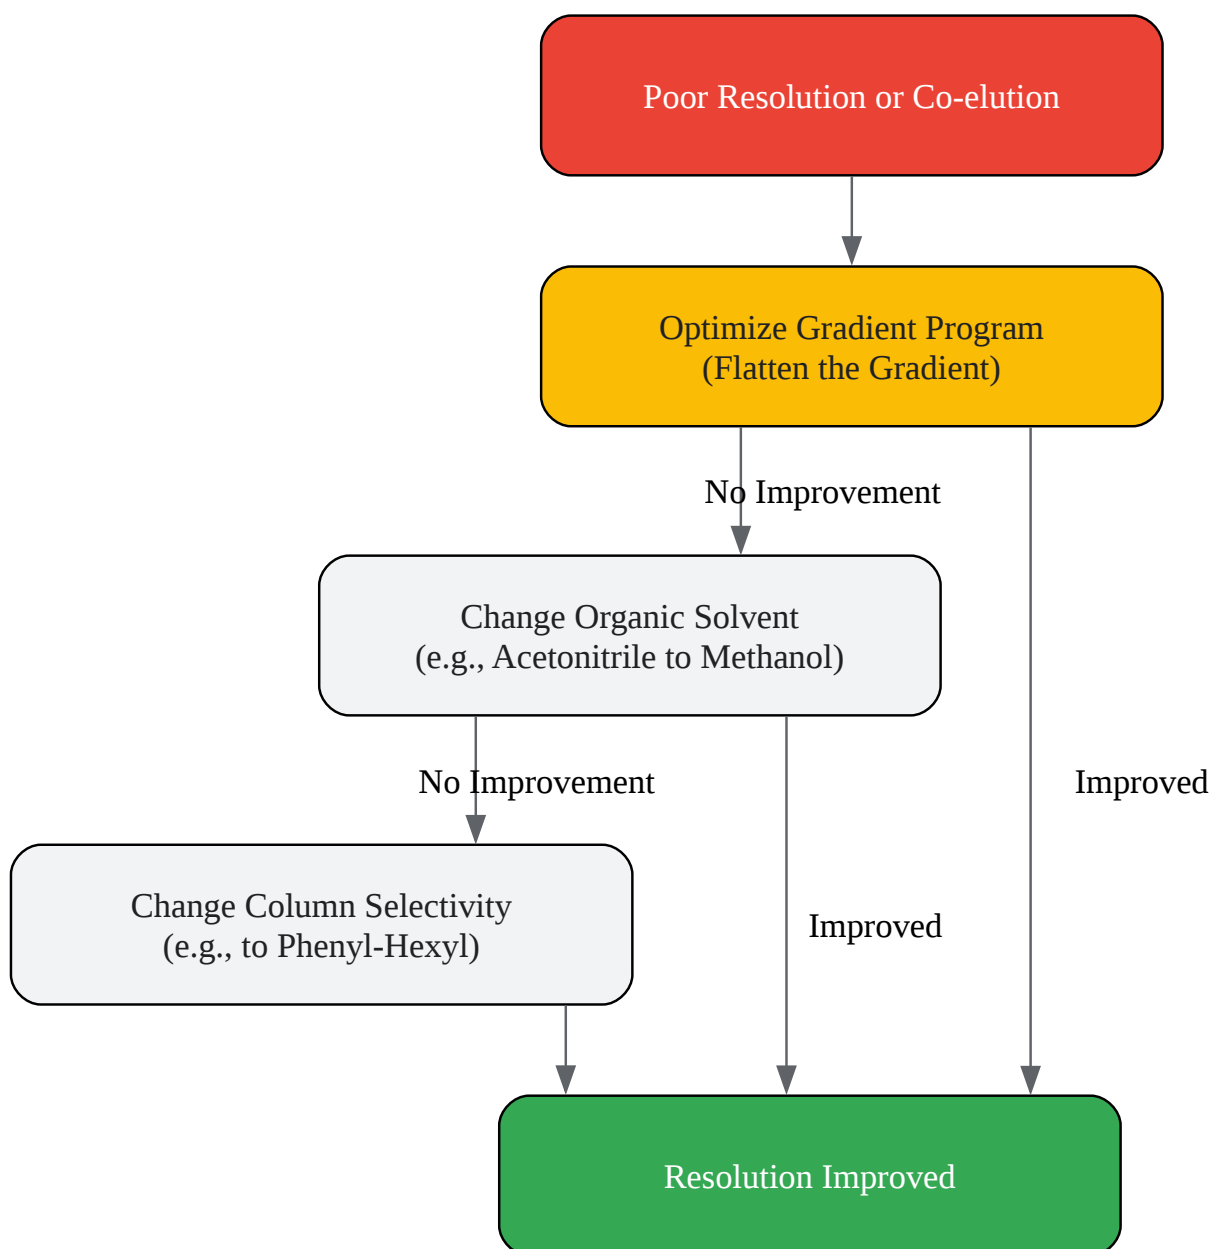 Poor Resolution or Co-elution
Optimize Gradient Program
(Flatten the Gradient)
No Improvement
Change Organic Solvent
(e.g., Acetonitrile to Methanol)
No Improvement
Improved
Change Column Selectivity
(e.g., to Phenyl-Hexyl)
Improved
Resolution Improved